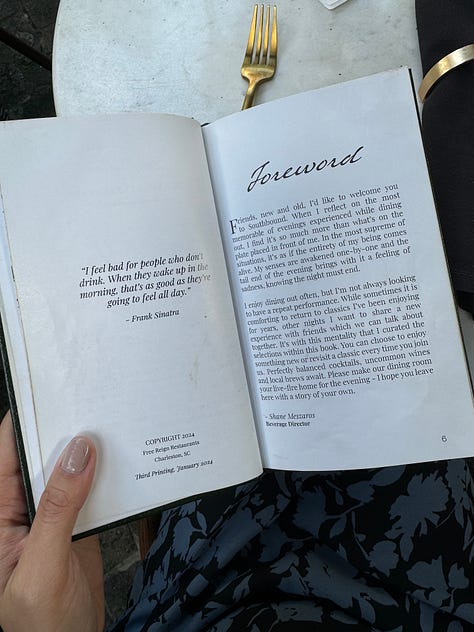 “I feel bad for people who don't
drink. When they wake up in the
morning, that's as good as they're
going to feel all day.”
– Frank Sinatra
COPYRIGHT 2024
Free Reign Restaurants
Charleston, SC
Third Printing, January 2024
Foreword
Friends, new and old, I'd like to welcome you
to Southbound. When I reflect on the most
memorable of evenings experienced while dining
out, I find it's so much more than what's on the
plate placed in front of me. In the most supreme of
situations, it's as if the entirety of my being comes
alive. My senses are awakened one-by-one and the
tail end of the evening brings with it a feeling of
sadness, knowing the night must end.
I enjoy dining out often, but I'm not always looking
to have a repeat performance. While sometimes it is
comforting to return to classics I've been enjoying
for years, other nights I want to share a new
experience with friends which we can talk about
together. It's with this mentality that I curated the
selections within this book. You can choose to enjoy
something new or revisit a classic every time you join
us. Perfectly balanced cocktails, uncommon wines
and local brews await. Please make our dining room
your live-fire home for the evening – I hope you leave
here with a story of your own.
– Shane Meszaros
Beverage Director
6